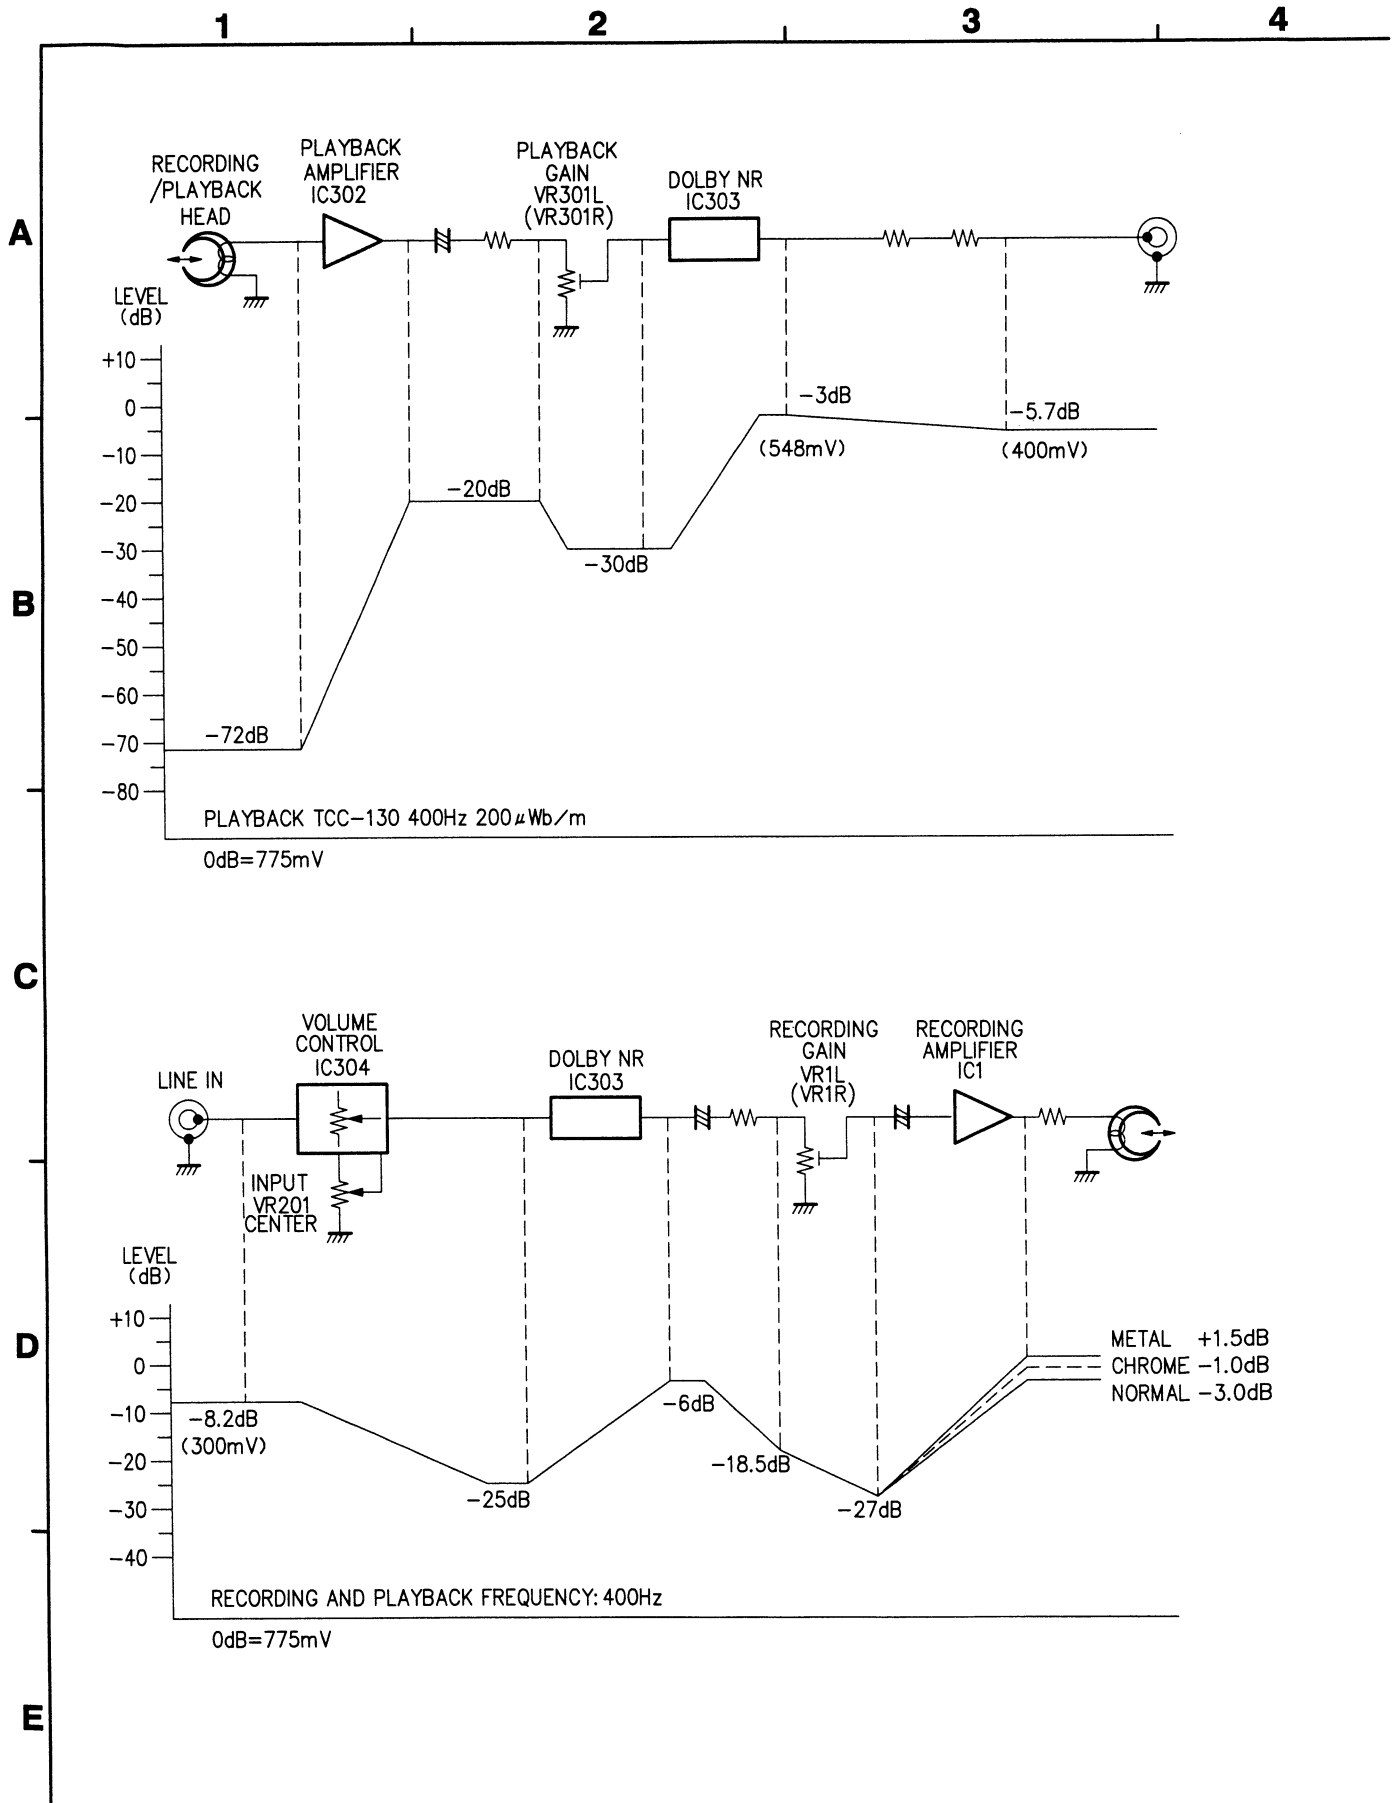 1 2 3 4
A
B
C
D
E
RECORDING
/PLAYBACK
HEAD
PLAYBACK
AMPLIFIER
IC302
PLAYBACK
GAIN
VR301L
(VR301R)
DOLBY NR
IC303
LEVEL
(dB)
+10
0
−10
−20
−30
−40
−50
−60
−70
−80
−72dB
−20dB
−30dB
−3dB
(548mV)
−5.7dB
(400mV)
PLAYBACK TCC−130 400Hz 200μWb/m
0dB=775mV
LINE IN
VOLUME
CONTROL
IC304
INPUT
VR201
CENTER
DOLBY NR
IC303
RECORDING
GAIN
VR1L
(VR1R)
RECORDING
AMPLIFIER
IC1
LEVEL
(dB)
+10
0
−10
−20
−30
−40
−8.2dB
(300mV)
−25dB
−6dB
−18.5dB
−27dB
METAL +1.5dB
CHROME −1.0dB
NORMAL −3.0dB
RECORDING AND PLAYBACK FREQUENCY: 400Hz
0dB=775mV